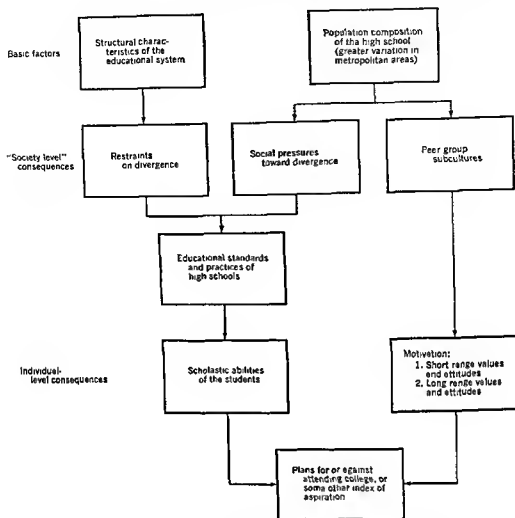 Basic factors
Structural charac-
teristics of the
educational system
Population composition
of the high school
(greater variation in
metropolitan areas)
"Society level"
consequences
Restraints
on divergence
Social pressures
toward divergence
Peer group
subcultures
Educational standards
and practices of
high schools
Individual-
level consequences
Scholastic abilities
of the students
Motivation:
1. Short range values
and attitudes
2. Long range values
and attitudes
Plans for or against
attending college, or
some other index of
aspiration